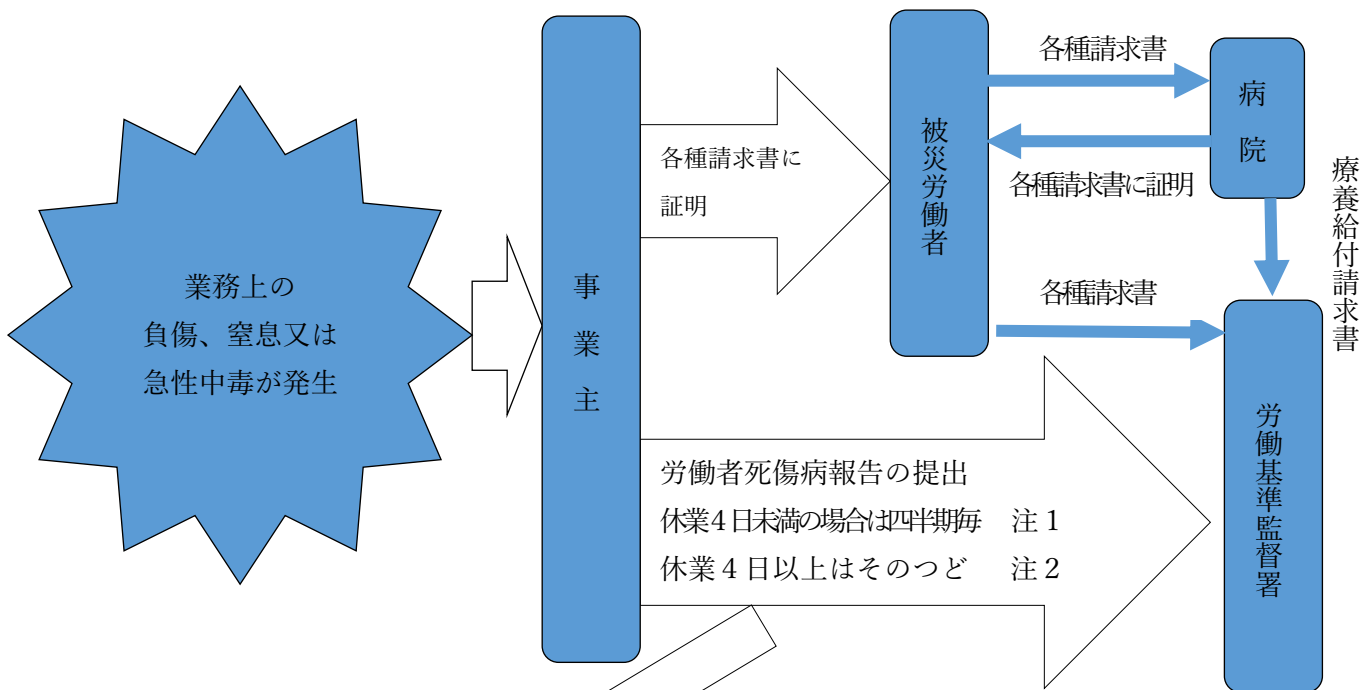 業務上の
負傷、窒息又は
急性中毒が発生
事業主
各種請求書に
証明
被災労働者
各種請求書
病院
各種請求書に証明
療養給付請求書
各種請求書
労働者死傷病報告の提出
休業４日未満の場合は四半期毎　注１
休業４日以上はそのつど　注２
労働基準監督署